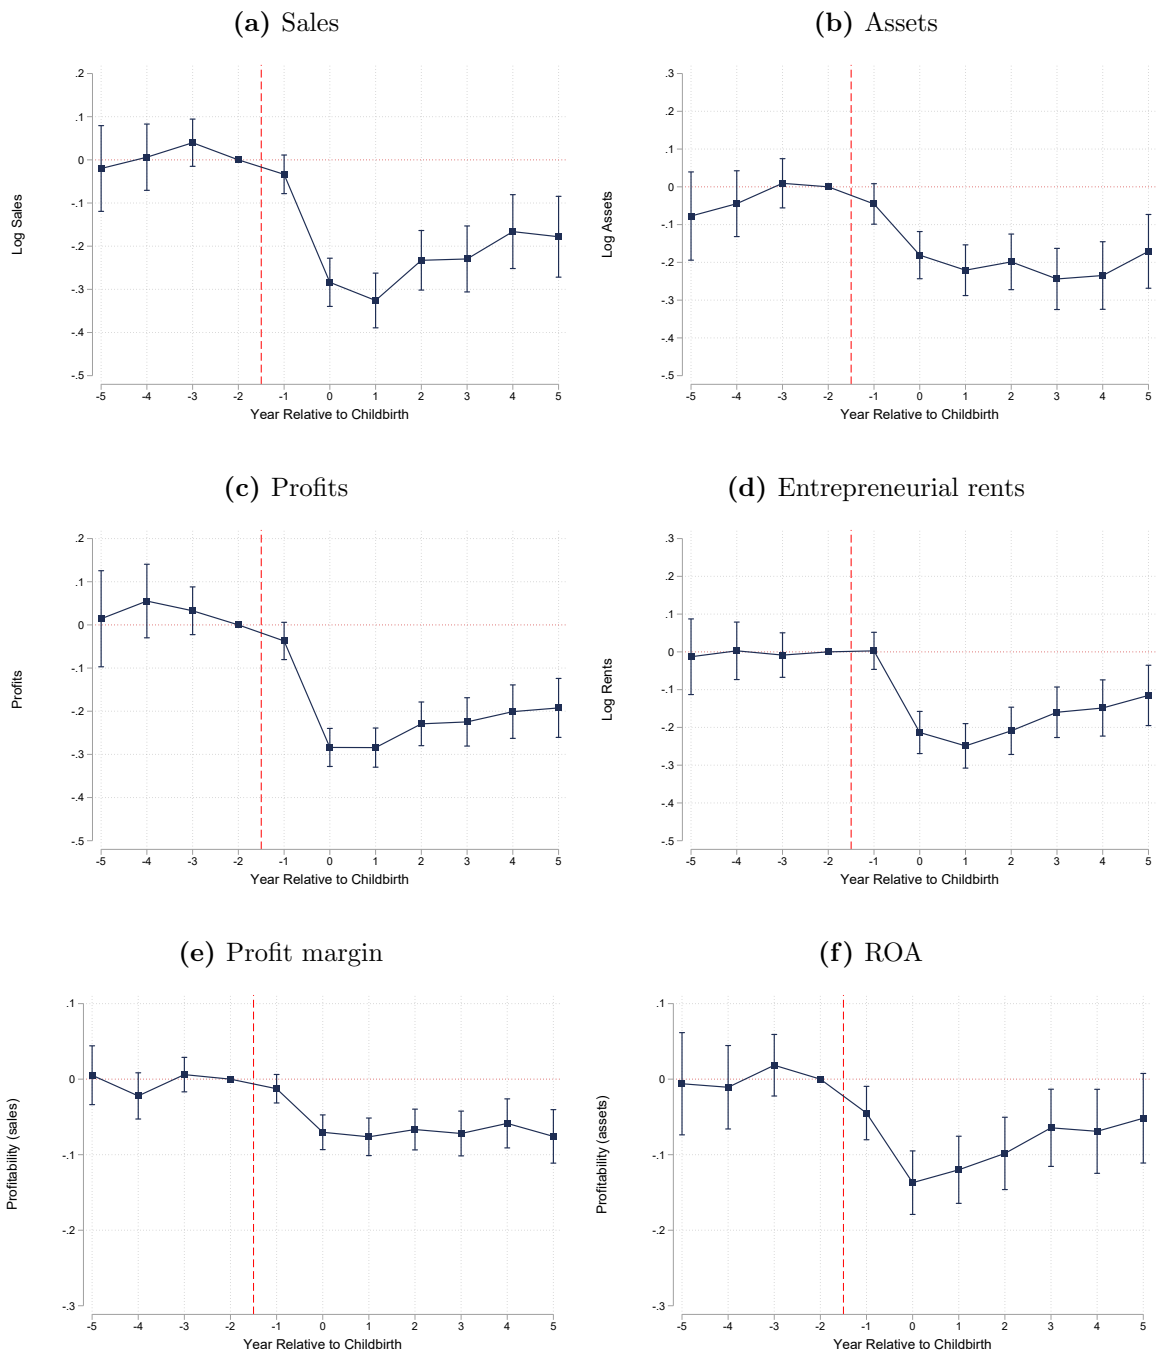 (a) Sales
.2
.1
0
-.1
-.2
-.3
-.4
-.5
Log Sales
-5 -4 -3 -2 -1 0 1 2 3 4 5
Year Relative to Childbirth
(b) Assets
.3
.2
.1
0
-.1
-.2
-.3
-.4
-.5
Log Assets
-5 -4 -3 -2 -1 0 1 2 3 4 5
Year Relative to Childbirth
(c) Profits
.2
.1
0
-.1
-.2
-.3
-.4
-.5
Profits
-5 -4 -3 -2 -1 0 1 2 3 4 5
Year Relative to Childbirth
(d) Entrepreneurial rents
.3
.2
.1
0
-.1
-.2
-.3
-.4
-.5
Log Rents
-5 -4 -3 -2 -1 0 1 2 3 4 5
Year Relative to Childbirth
(e) Profit margin
.1
0
-.1
-.2
-.3
Profitability (sales)
-5 -4 -3 -2 -1 0 1 2 3 4 5
Year Relative to Childbirth
(f) ROA
.1
0
-.1
-.2
-.3
Profitability (assets)
-5 -4 -3 -2 -1 0 1 2 3 4 5
Year Relative to Childbirth